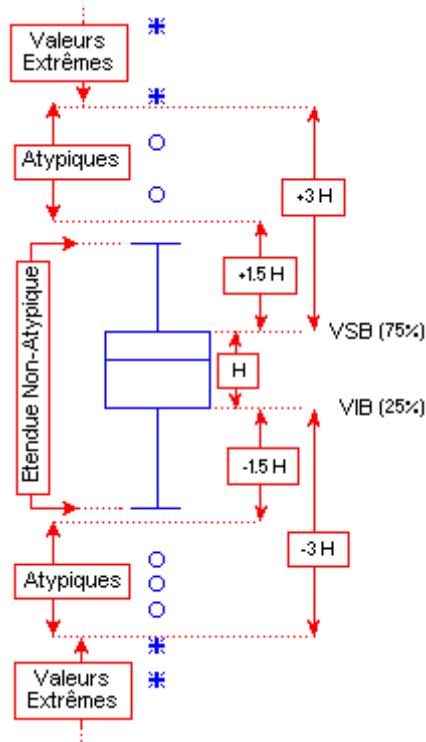 Valeurs
Extrêmes
Atypiques
+3 H
+1.5 H
VSB (75%)
H
Etendue Non-Atypique
VIB (25%)
-1.5 H
-3 H
Atypiques
Valeurs
Extrêmes